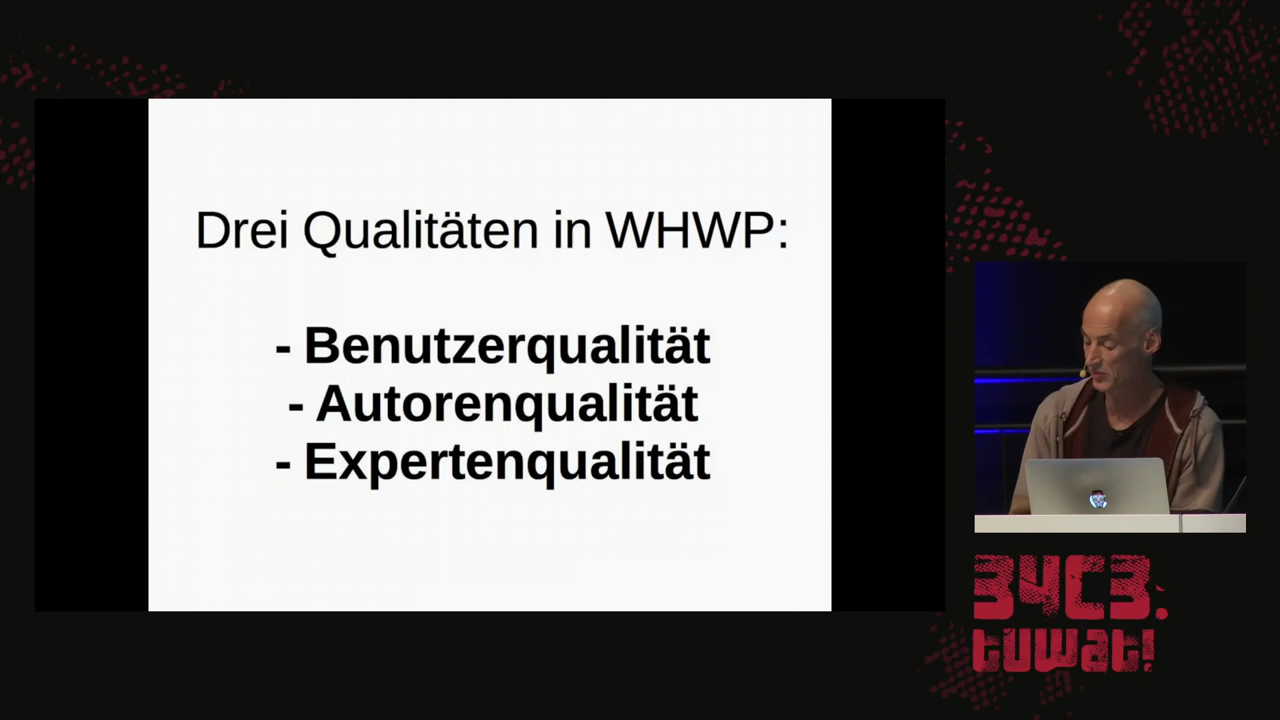 Drei Qualitäten in WHWP:
- Benutzerqualität
- Autorenqualität
- Expertenqualität
34C3.
tuwat!